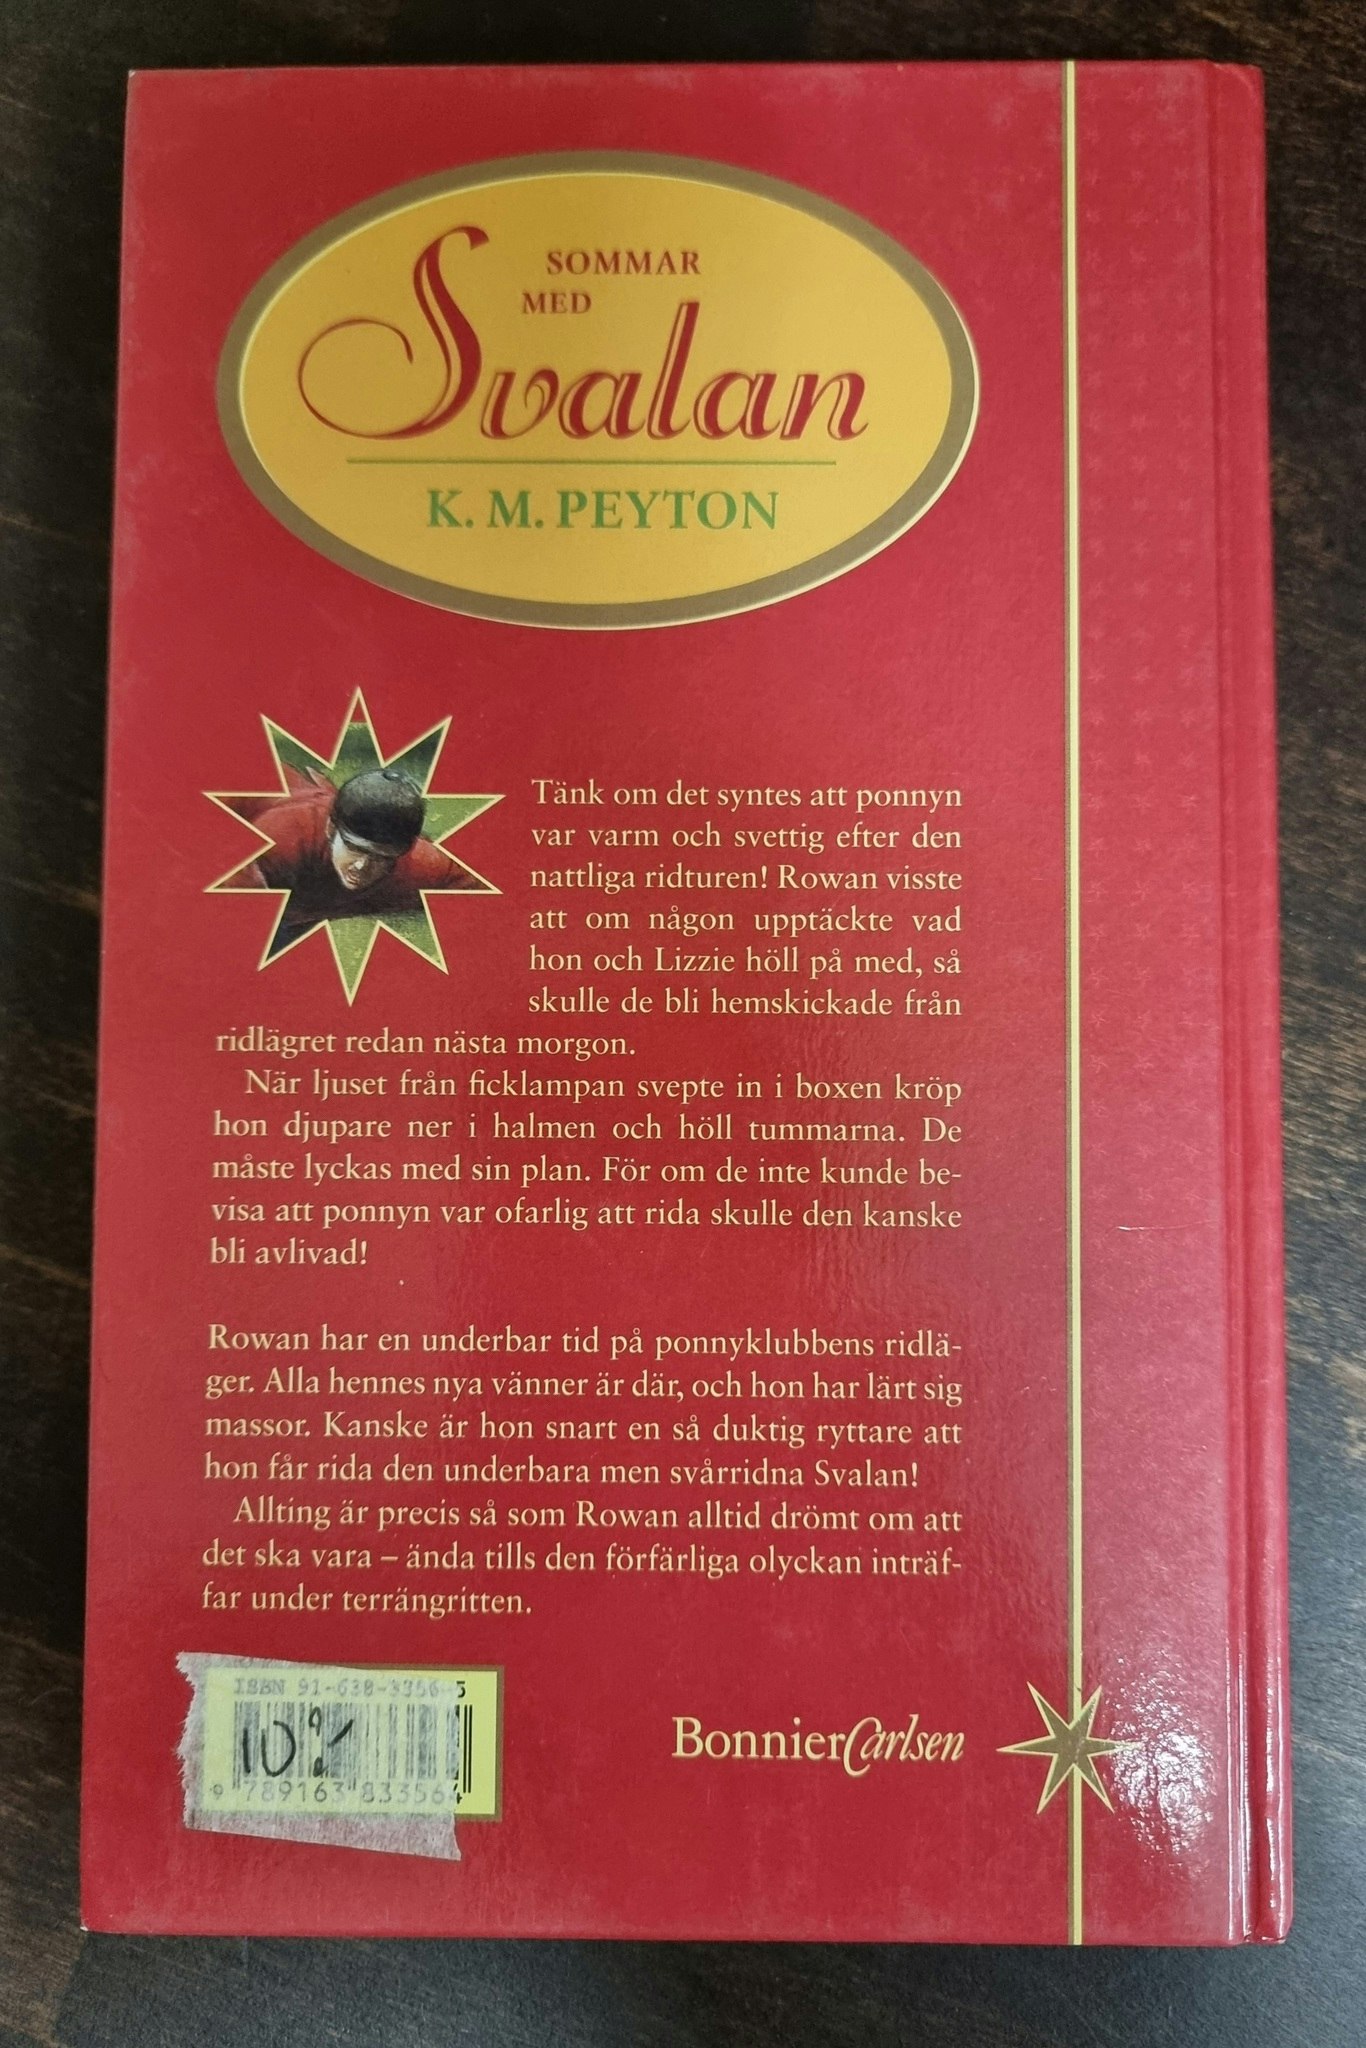 SOMMAR
MED
Svalan
K. M. PEYTON
Tänk om det syntes att ponnyn
var varm och svettig efter den
nattliga ridturen! Rowan visste
att om någon upptäckte vad
hon och Lizzie höll på med, så
skulle de bli hemskickade från
ridlägret redan nästa morgon.
När ljuset från ficklampan svepte in i boxen kröp
hon djupare ner i halmen och höll tummarna. De
måste lyckas med sin plan. För om de inte kunde be-
visa att ponnyn var ofarlig att rida skulle den kanske
bli avlivad!
Rowan har en underbar tid på ponnyklubbens ridlä-
ger. Alla hennes nya vänner är där, och hon har lärt sig
massor. Kanske är hon snart en så duktig ryttare att
hon får rida den underbara men svårridna Svalan!
Allting är precis så som Rowan alltid drömt om att
det ska vara – ända tills den förfärliga olyckan inträf-
far under terrängritten.
ISBN 91-638-3356-5
10
9 789163 833564
BonnierCarlsen